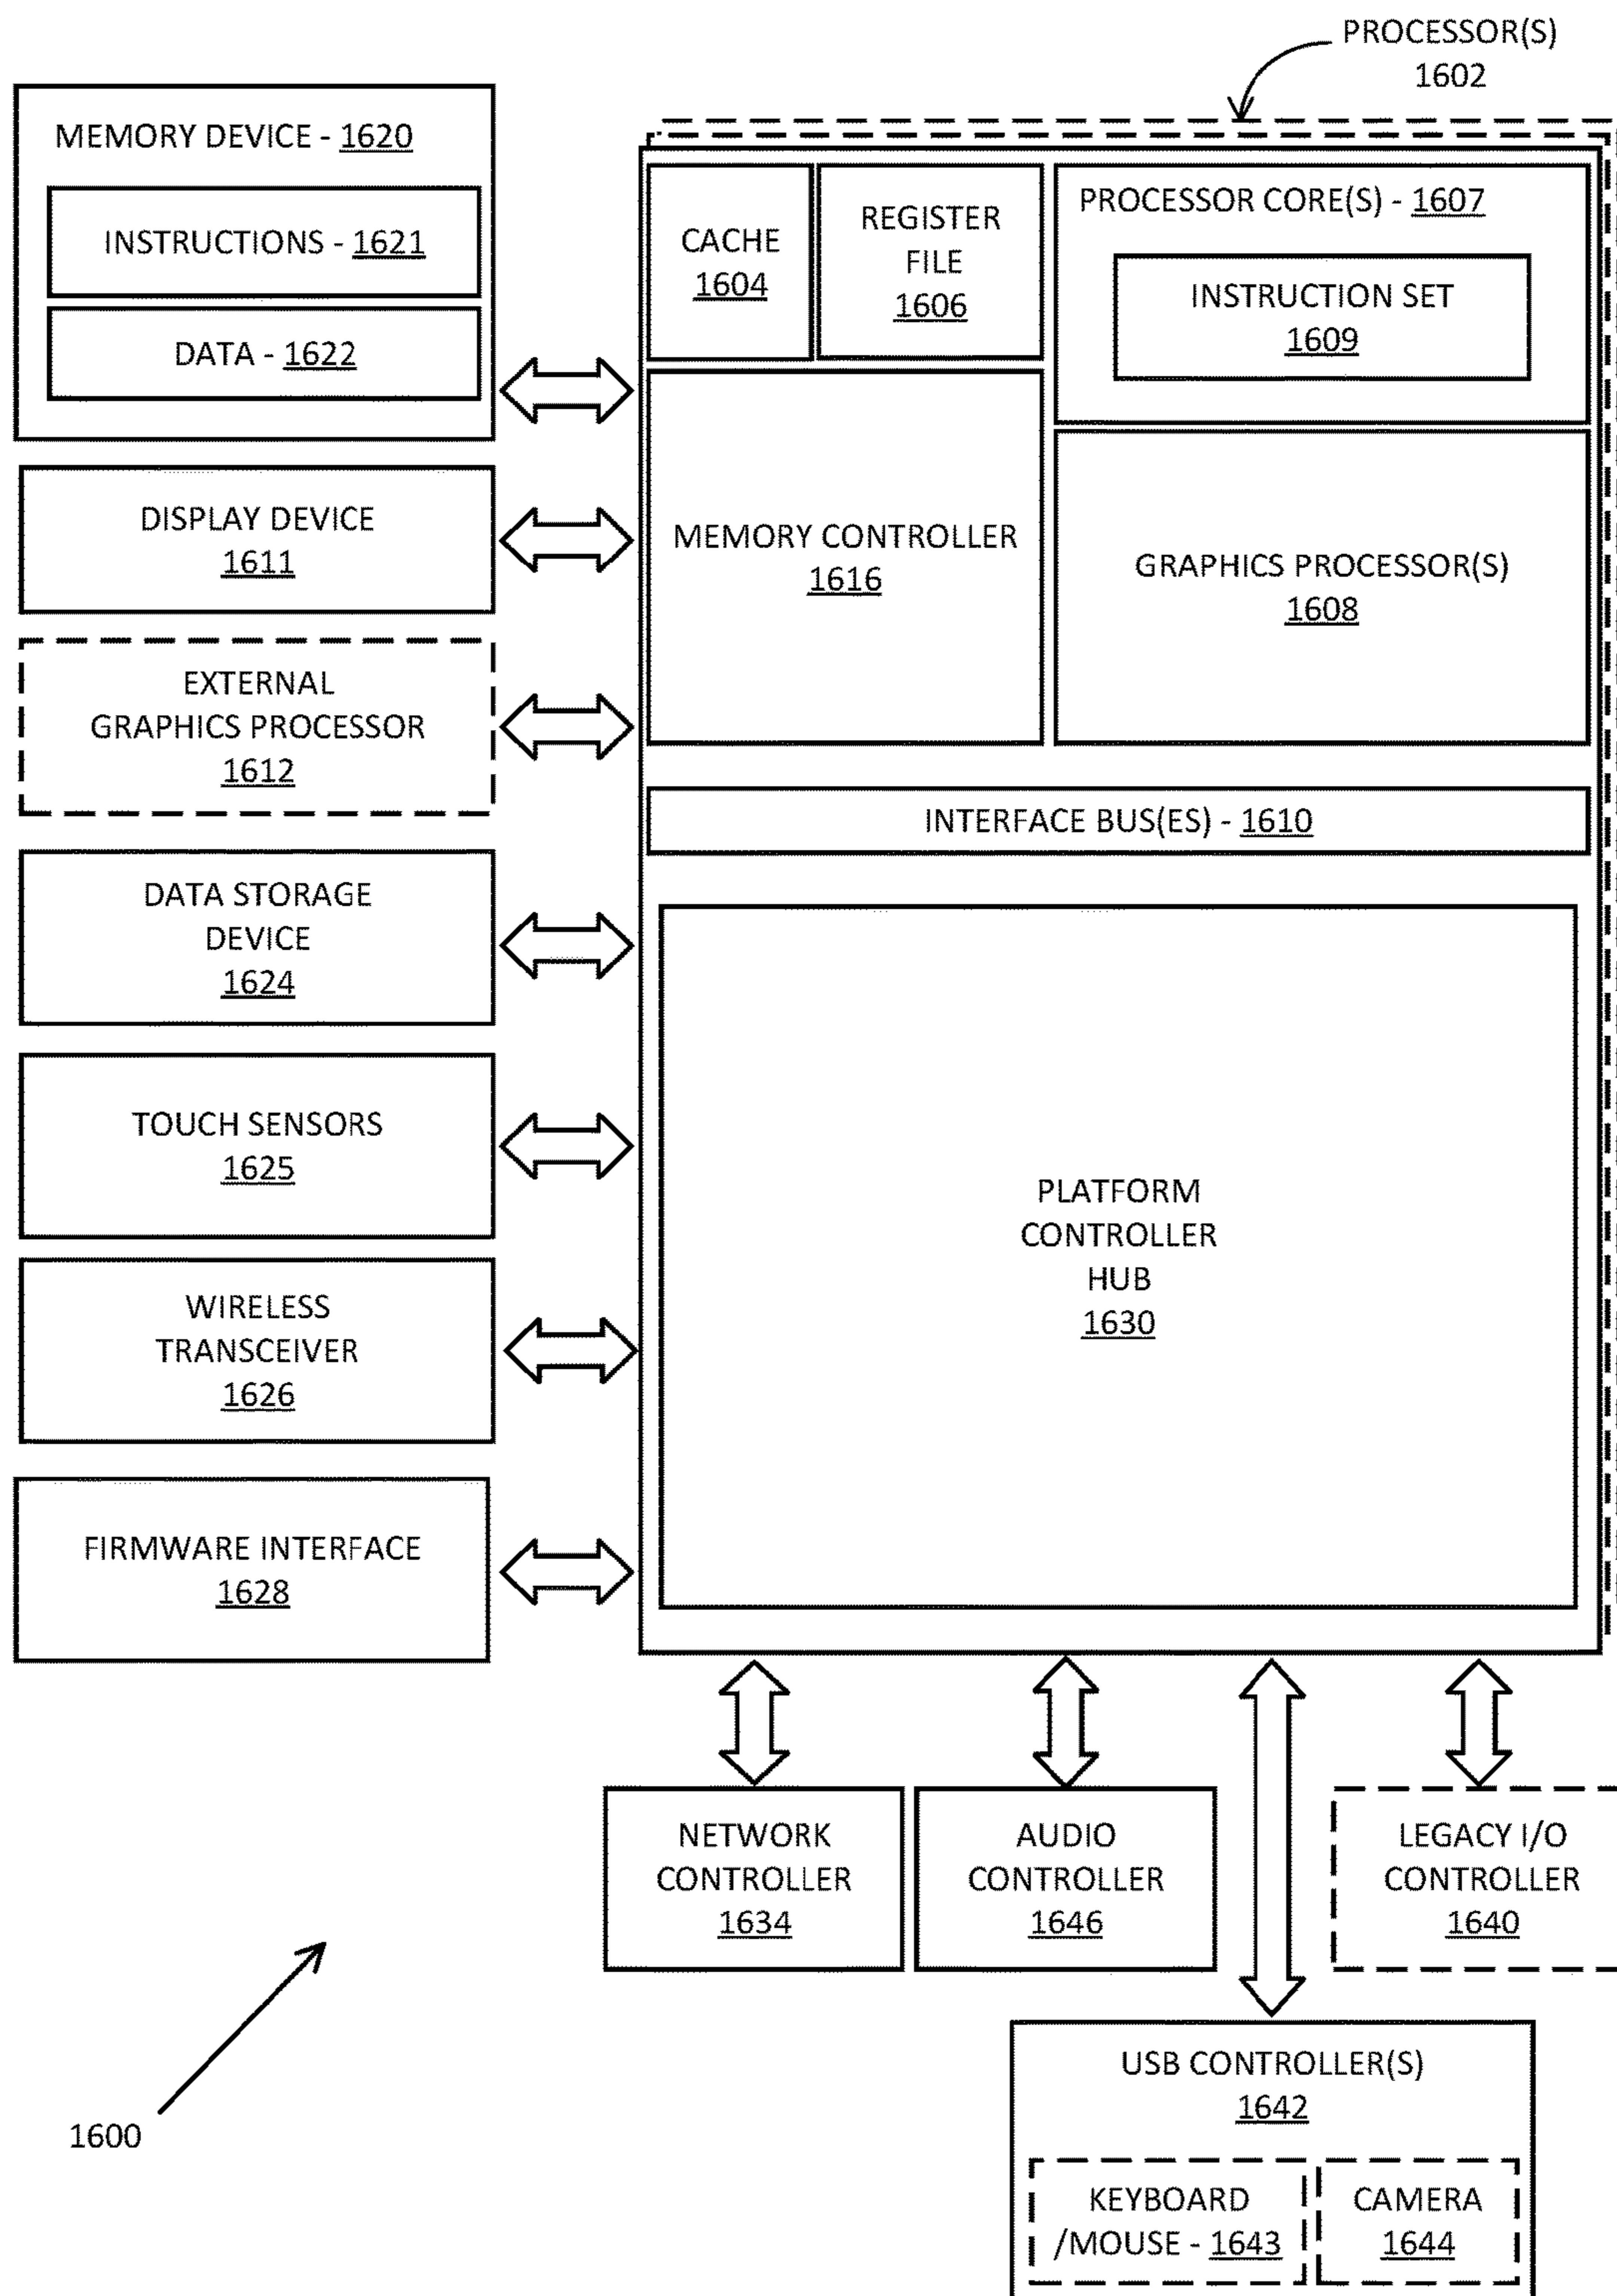 PROCESSOR(S)
1602
MEMORY DEVICE - 1620
INSTRUCTIONS - 1621
DATA - 1622
CACHE
1604
REGISTER
FILE
1606
PROCESSOR CORE(S) - 1607
INSTRUCTION SET
1609
DISPLAY DEVICE
1611
MEMORY CONTROLLER
1616
GRAPHICS PROCESSOR(S)
1608
EXTERNAL
GRAPHICS PROCESSOR
1612
INTERFACE BUS(ES) - 1610
DATA STORAGE
DEVICE
1624
TOUCH SENSORS
1625
PLATFORM
CONTROLLER
HUB
1630
WIRELESS
TRANSCEIVER
1626
FIRMWARE INTERFACE
1628
NETWORK
CONTROLLER
1634
AUDIO
CONTROLLER
1646
LEGACY I/O
CONTROLLER
1640
USB CONTROLLER(S)
1642
KEYBOARD
/MOUSE - 1643
CAMERA
1644
1600